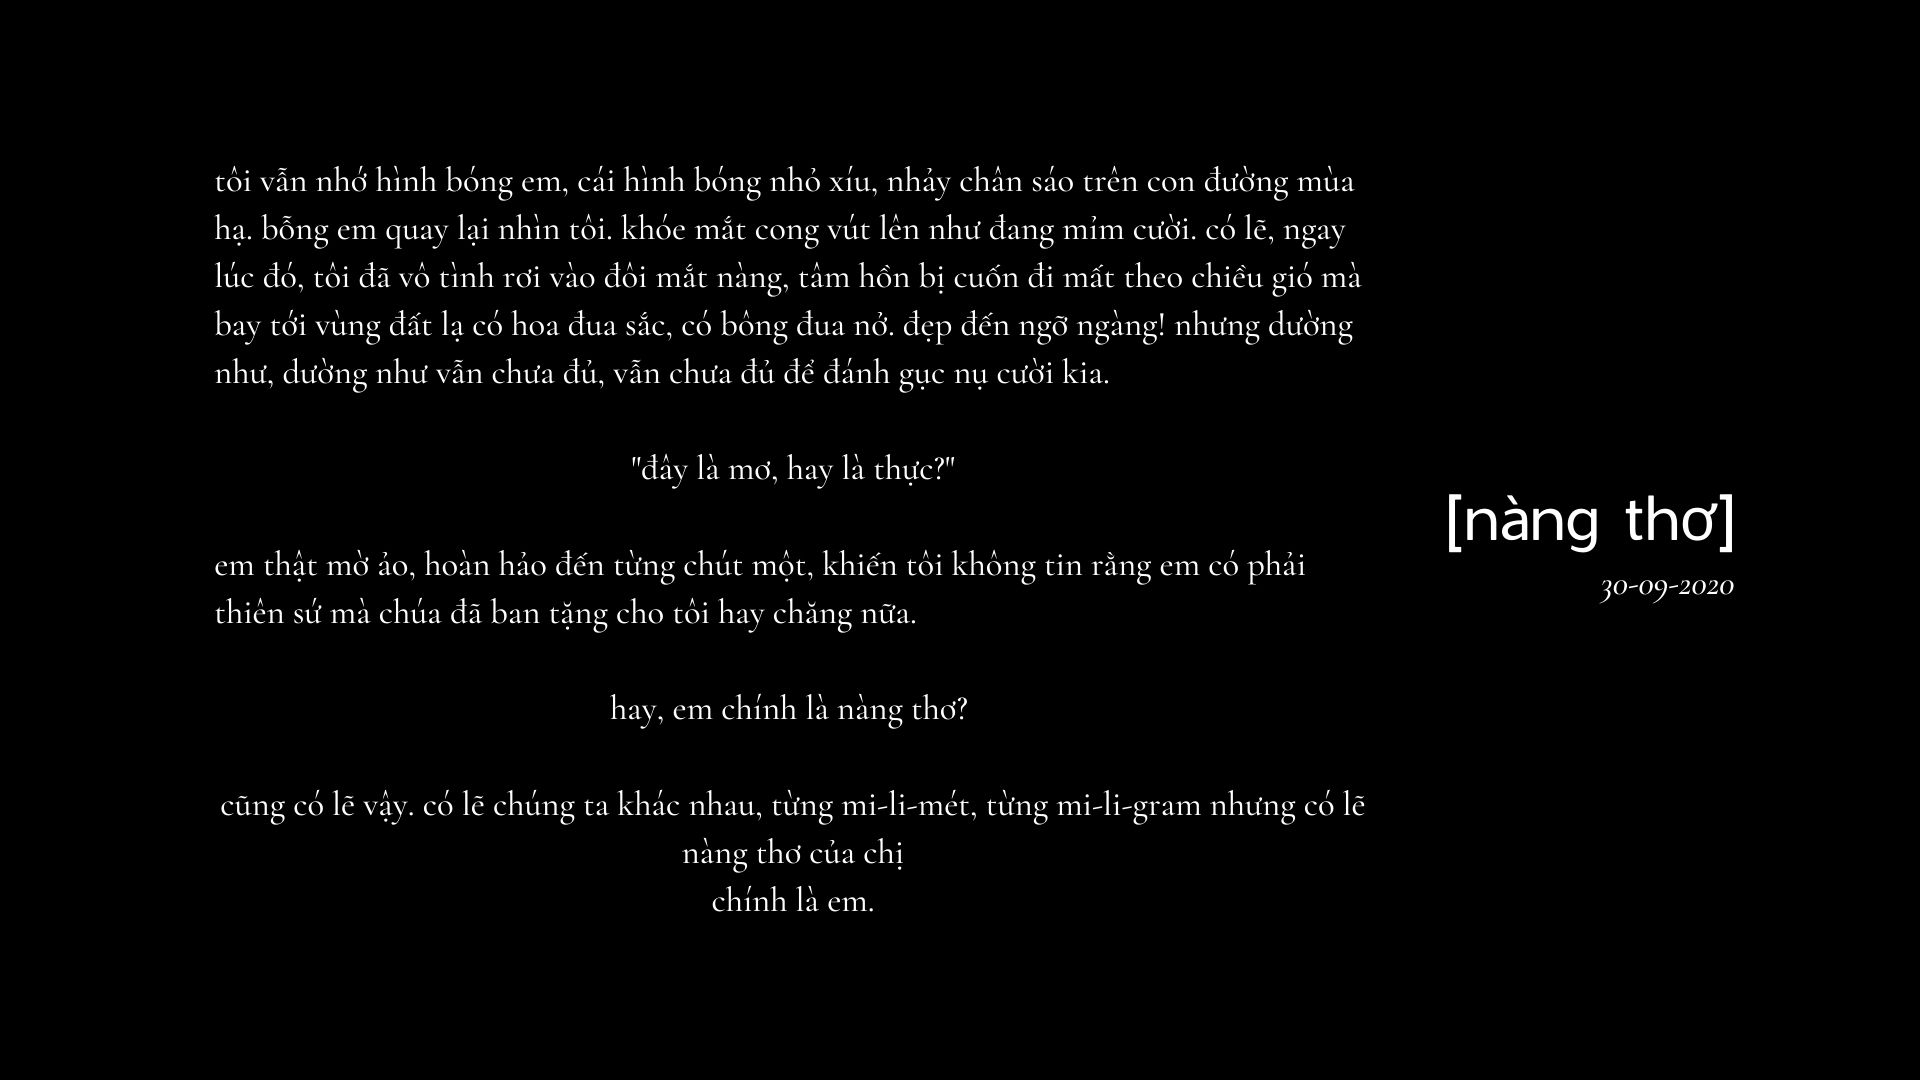 tôi vẫn nhớ hình bóng em, cái hình bóng nhỏ xíu, nhảy chân sáo trên con đường mùa
hạ. bỗng em quay lại nhìn tôi. khóe mắt cong vút lên như đang mỉm cười. có lẽ, ngay
lúc đó, tôi đã vô tình rơi vào đôi mắt nàng, tâm hồn bị cuốn đi mất theo chiều gió mà
bay tới vùng đất lạ có hoa đua sắc, có bông đua nở. đẹp đến ngỡ ngàng! nhưng dường
như, dường như vẫn chưa đủ, vẫn chưa đủ để đánh gục nụ cười kia.
"đây là mơ, hay là thực?"
em thật mờ ảo, hoàn hảo đến từng chút một, khiến tôi không tin rằng em có phải
thiên sứ mà chúa đã ban tặng cho tôi hay chăng nữa.
hay, em chính là nàng thơ?
cũng có lẽ vậy. có lẽ chúng ta khác nhau, từng mi-li-mét, từng mi-li-gram nhưng có lẽ
nàng thơ của chị
chính là em.
[nàng thơ]
30-09-2020